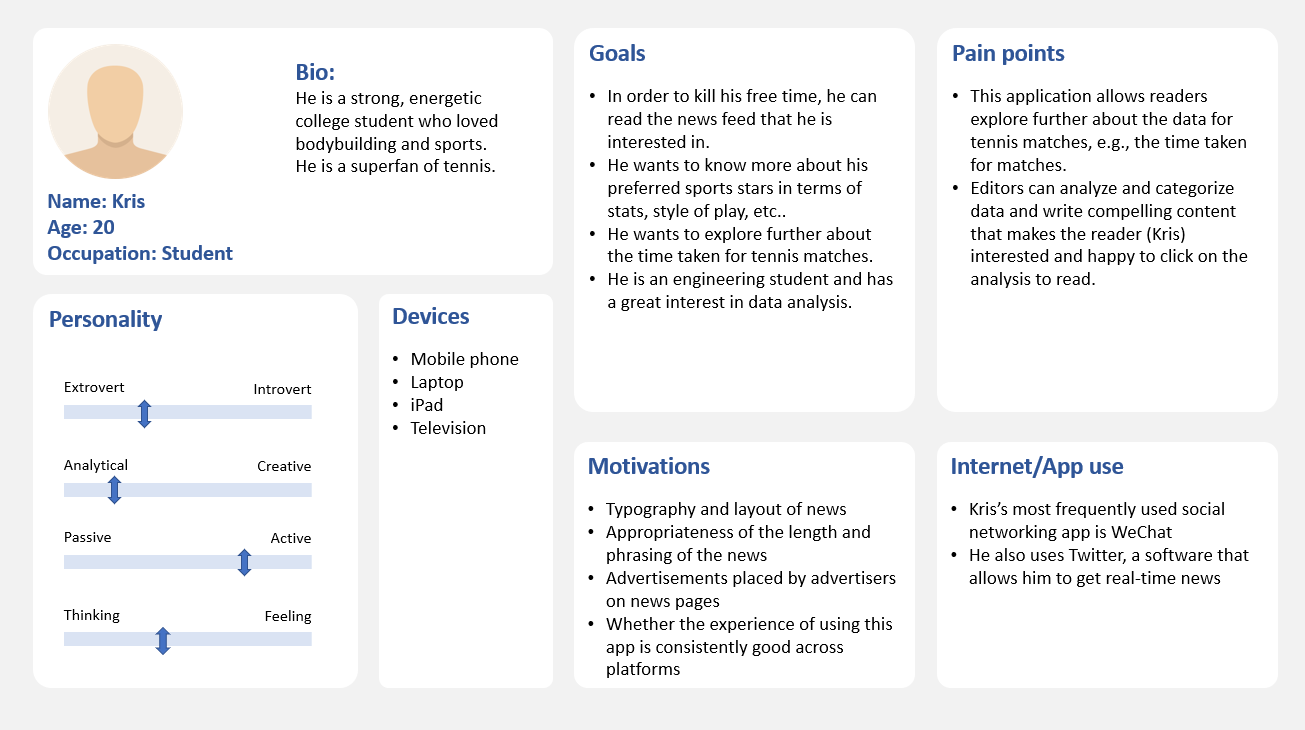 Bio:
He is a strong, energetic
college student who loved
bodybuilding and sports.
He is a superfan of tennis.
Name: Kris
Age: 20
Occupation: Student
Personality
Extrovert
Introvert
Analytical
Creative
Passive
Active
Thinking
Feeling
Devices
• Mobile phone
• Laptop
• iPad
• Television
Goals
• In order to kill his free time, he can
read the news feed that he is
interested in.
• He wants to know more about his
preferred sports stars in terms of
stats, style of play, etc..
• He wants to explore further about
the time taken for tennis matches.
• He is an engineering student and has
a great interest in data analysis.
Pain points
• This application allows readers
explore further about the data for
tennis matches, e.g., the time taken
for matches.
• Editors can analyze and categorize
data and write compelling content
that makes the reader (Kris)
interested and happy to click on the
analysis to read.
Motivations
• Typography and layout of news
• Appropriateness of the length and
phrasing of the news
• Advertisements placed by advertisers
on news pages
• Whether the experience of using this
app is consistently good across
platforms
Internet/App use
• Kris’s most frequently used social
networking app is WeChat
• He also uses Twitter, a software that
allows him to get real-time news